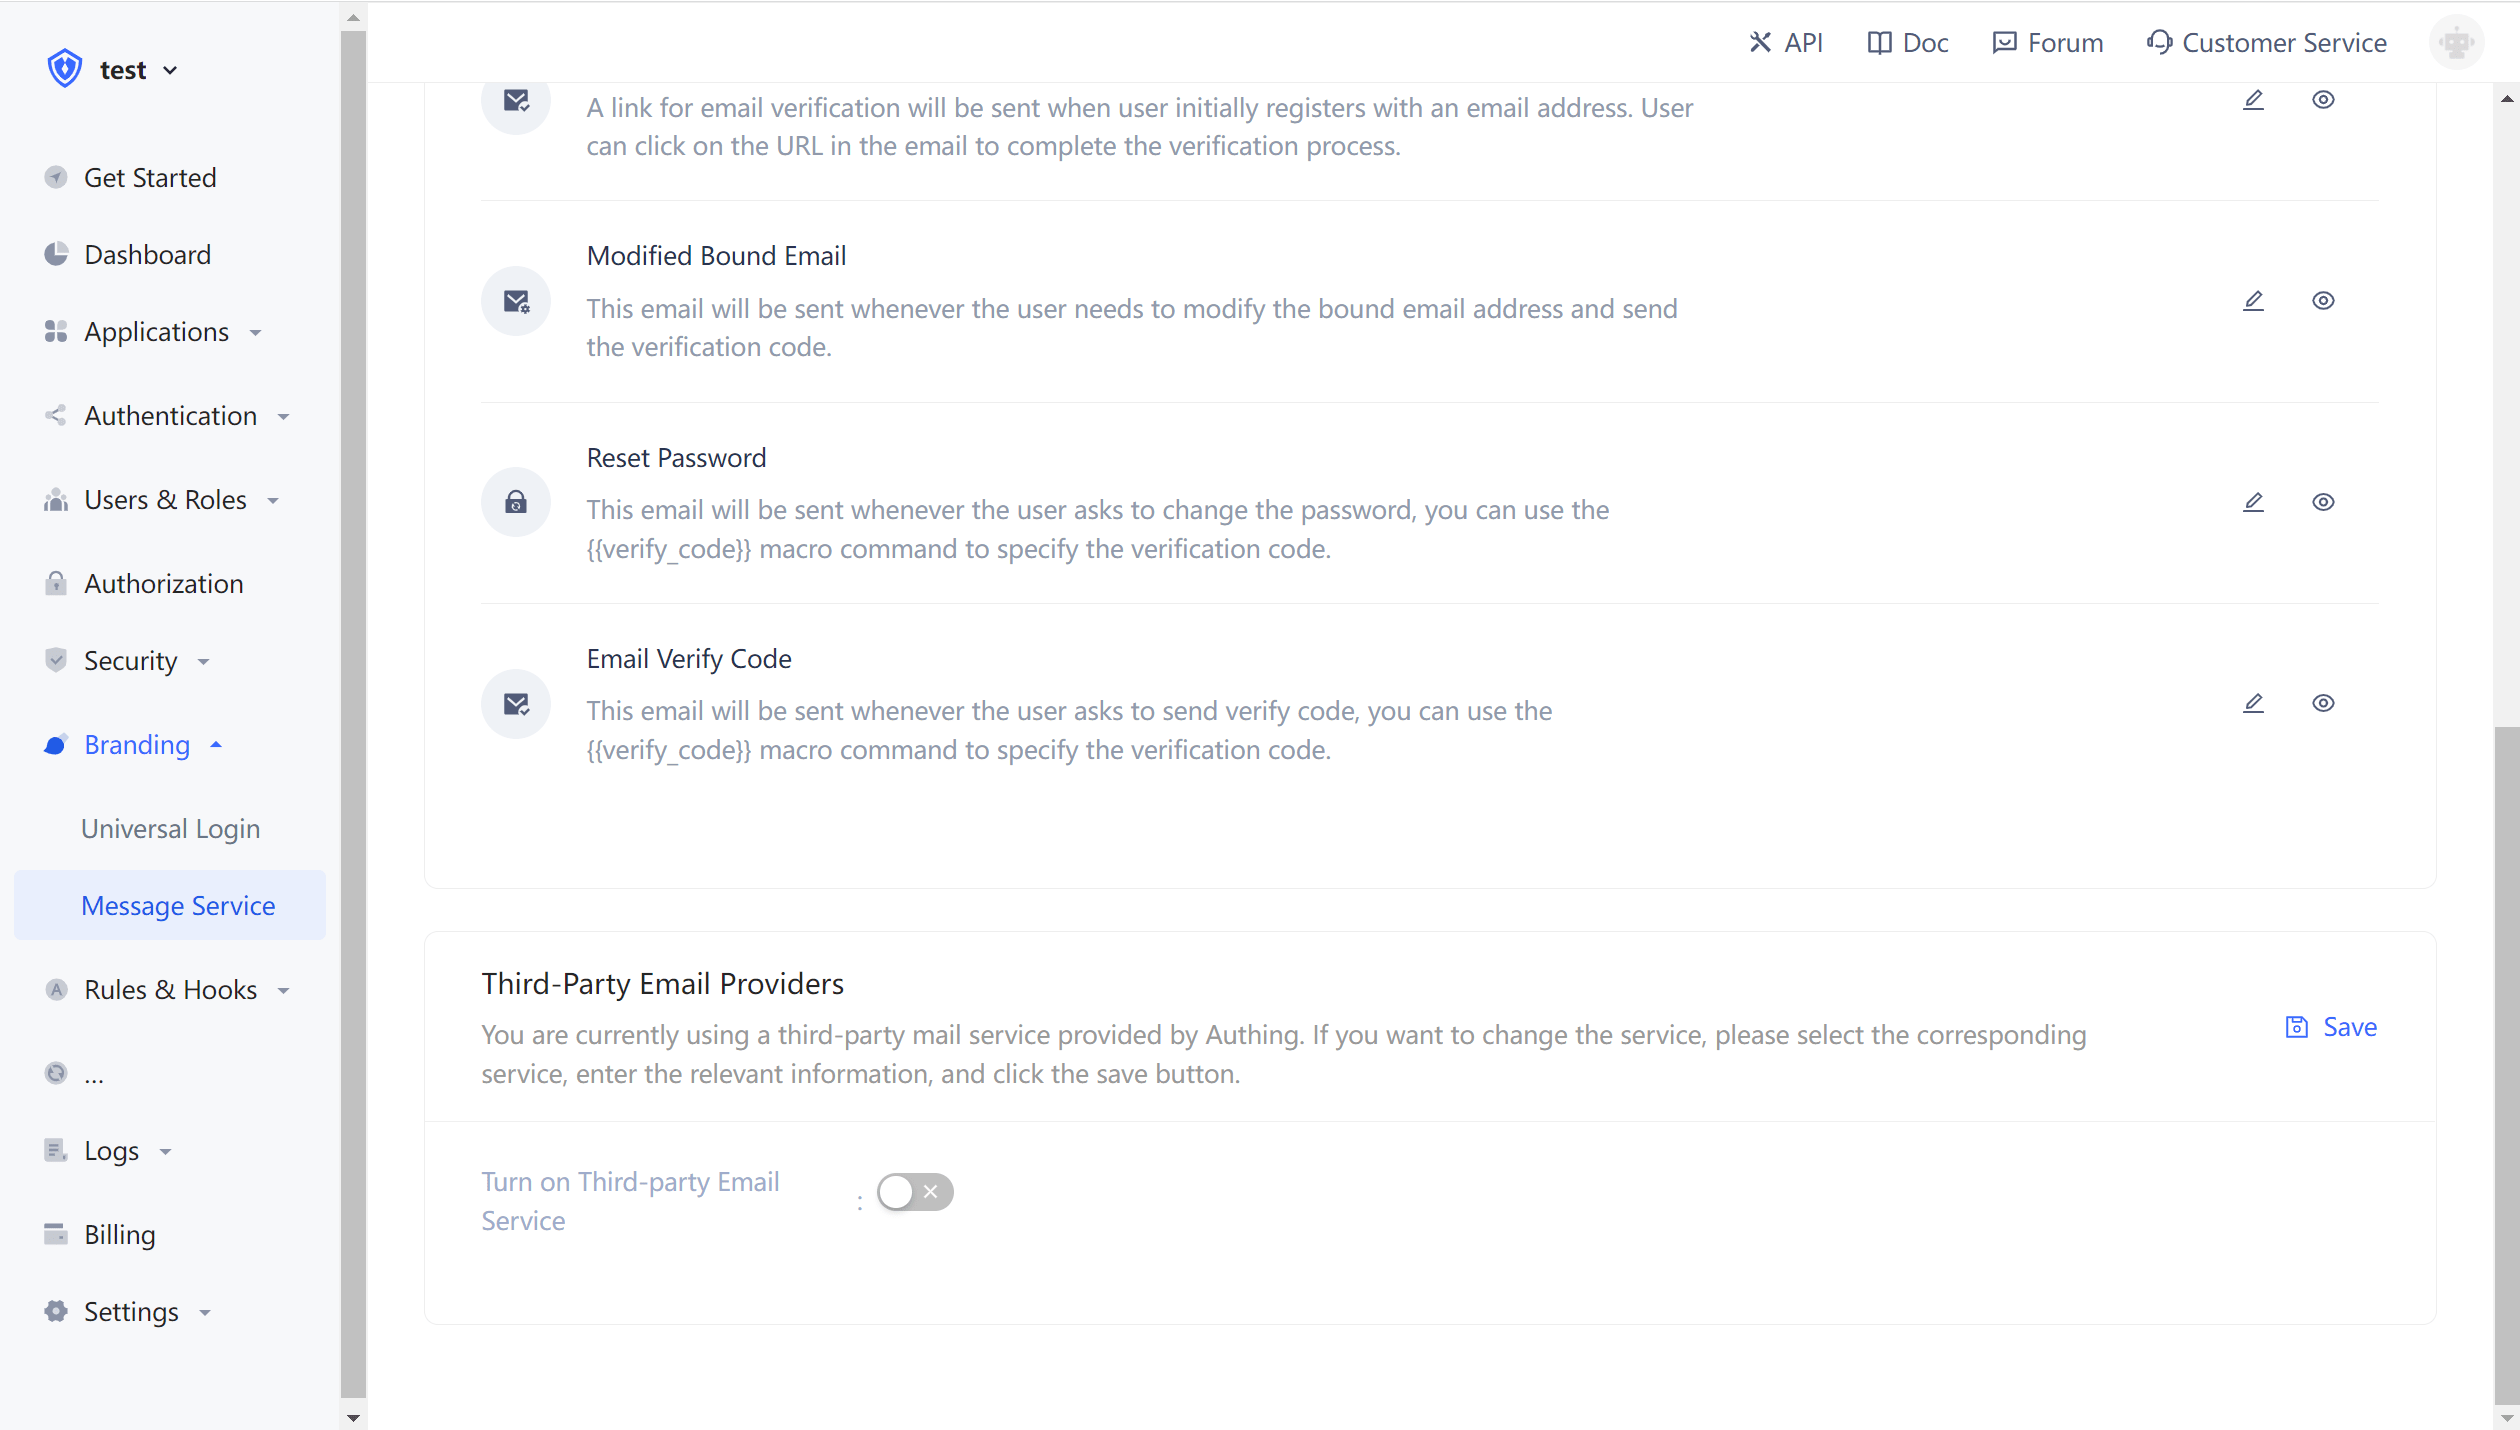 test
API
Doc
Forum
Customer Service
Get Started
Dashboard
Applications
Authentication
Users & Roles
Authorization
Security
Branding
Universal Login
Message Service
Rules & Hooks
...
Logs
Billing
Settings
A link for email verification will be sent when user initially registers with an email address. User
can click on the URL in the email to complete the verification process.
Modified Bound Email
This email will be sent whenever the user needs to modify the bound email address and send
the verification code.
Reset Password
This email will be sent whenever the user asks to change the password, you can use the
{{verify_code}} macro command to specify the verification code.
Email Verify Code
This email will be sent whenever the user asks to send verify code, you can use the
{{verify_code}} macro command to specify the verification code.
Third-Party Email Providers
You are currently using a third-party mail service provided by Authing. If you want to change the service, please select the corresponding
service, enter the relevant information, and click the save button.
Save
Turn on Third-party Email
Service
: